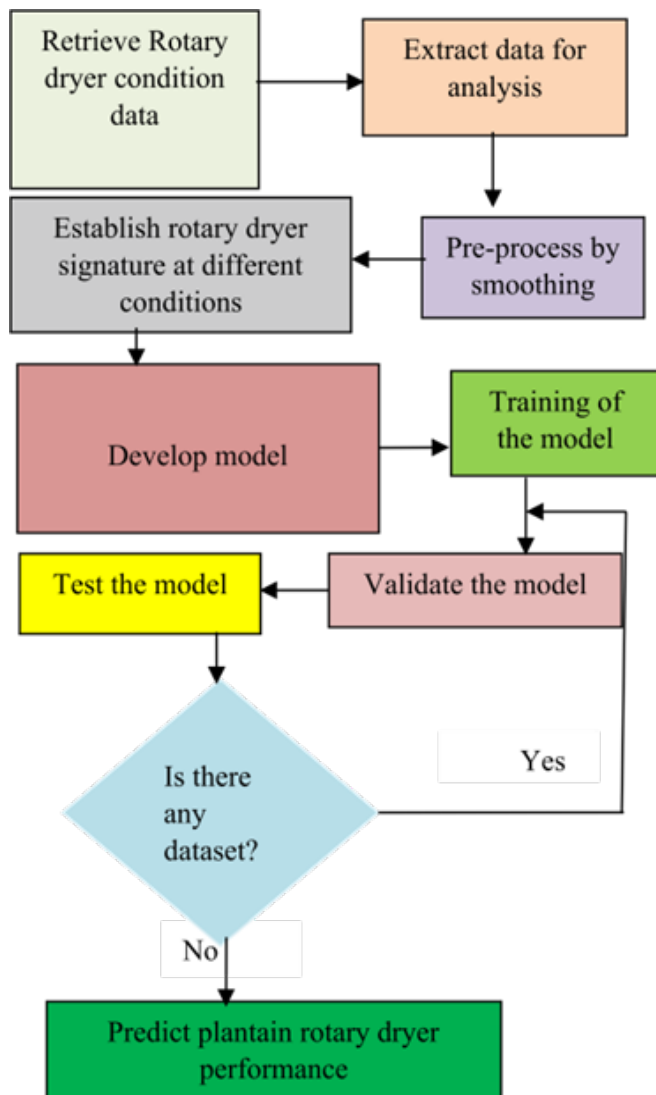 Retrieve Rotary
dryer condition
data
Extract data for
analysis
Pre-process by
smoothing
Establish rotary dryer
signature at different
conditions
Develop model
Training of
the model
Validate the model
Test the model
Is there
any
dataset?
Yes
No
Predict plantain rotary dryer
performance